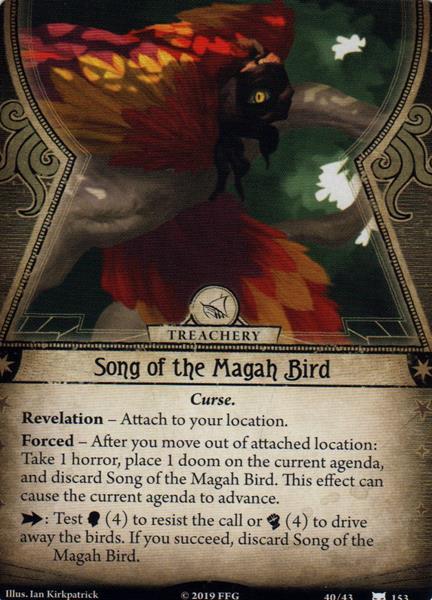 TREACHERY
Song of the Magah Bird
Curse.
Revelation – Attach to your location.
Forced – After you move out of attached location:
Take 1 horror, place 1 doom on the current agenda,
and discard Song of the Magah Bird. This effect can
cause the current agenda to advance.
: Test (4) to resist the call or (4) to drive
away the birds. If you succeed, discard Song of the
Magah Bird.
Illus. Ian Kirkpatrick © 2019 FFG 40/43 153